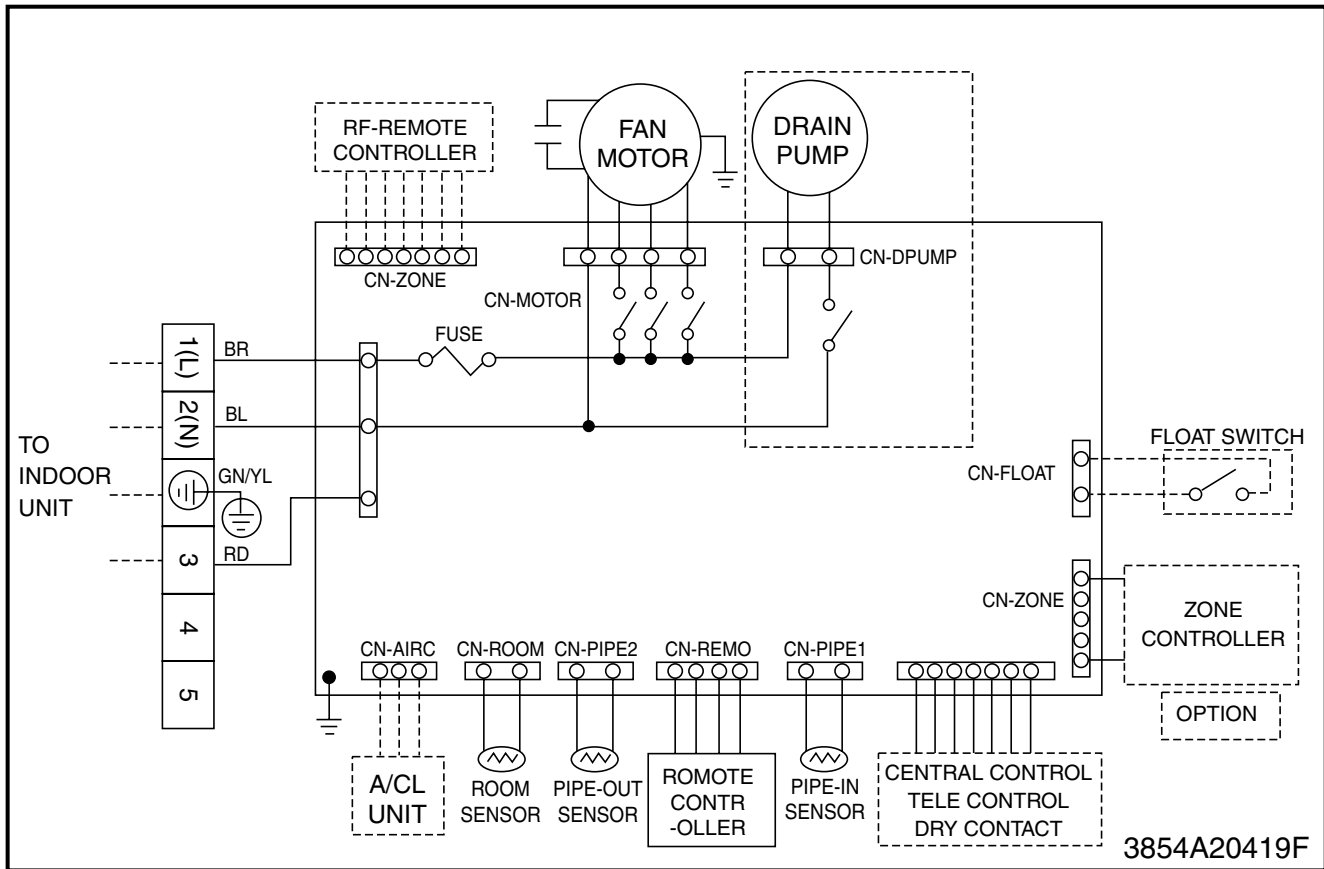 RF-REMOTE
CONTROLLER
FAN
MOTOR
DRAIN
PUMP
CN-ZONE
CN-MOTOR
CN-DPUMP
FUSE
TO
INDOOR
UNIT
1(L)
BR
2(N)
BL
GN/YL
3
RD
4
5
FLOAT SWITCH
CN-FLOAT
CN-ZONE
ZONE
CONTROLLER
OPTION
CN-AIRC
CN-ROOM
CN-PIPE2
CN-REMO
CN-PIPE1
A/CL
UNIT
ROOM
SENSOR
PIPE-OUT
SENSOR
ROMOTE
CONTR
-OLLER
PIPE-IN
SENSOR
CENTRAL CONTROL
TELE CONTROL
DRY CONTACT
3854A20419F